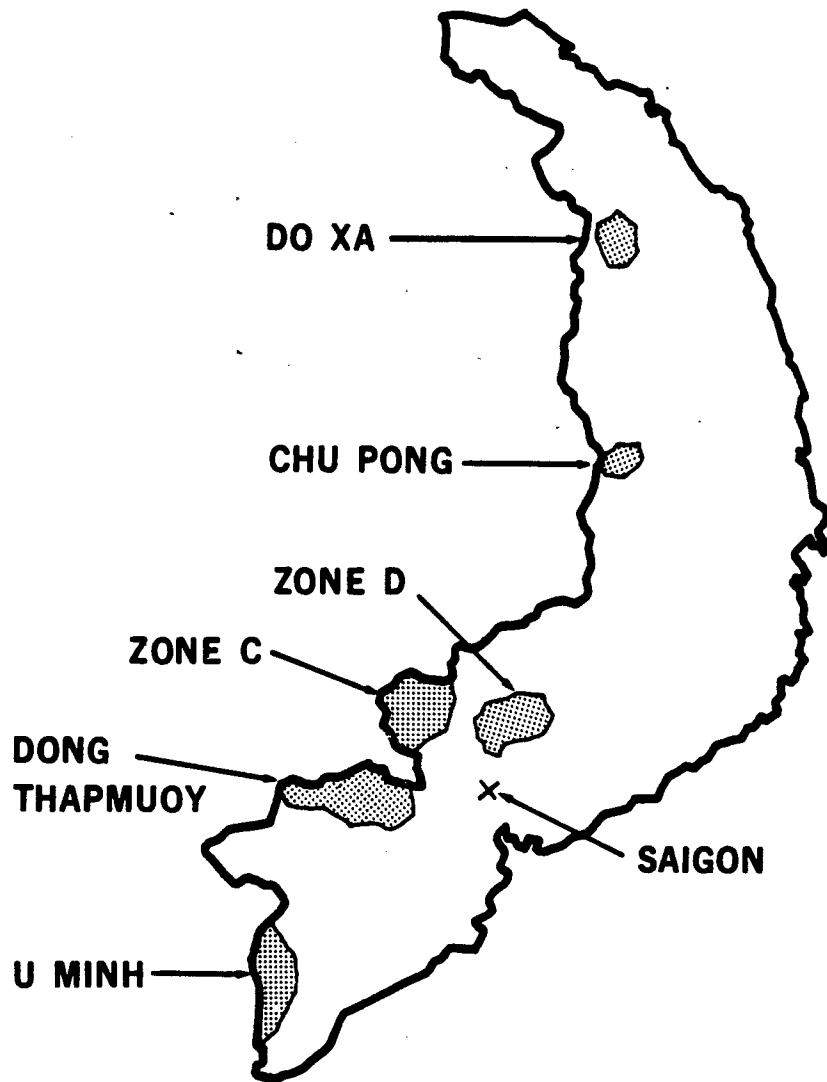 DO XA
CHU PONG
ZONE D
ZONE C
DONG
THAPMUOY
SAIGON
U MINH